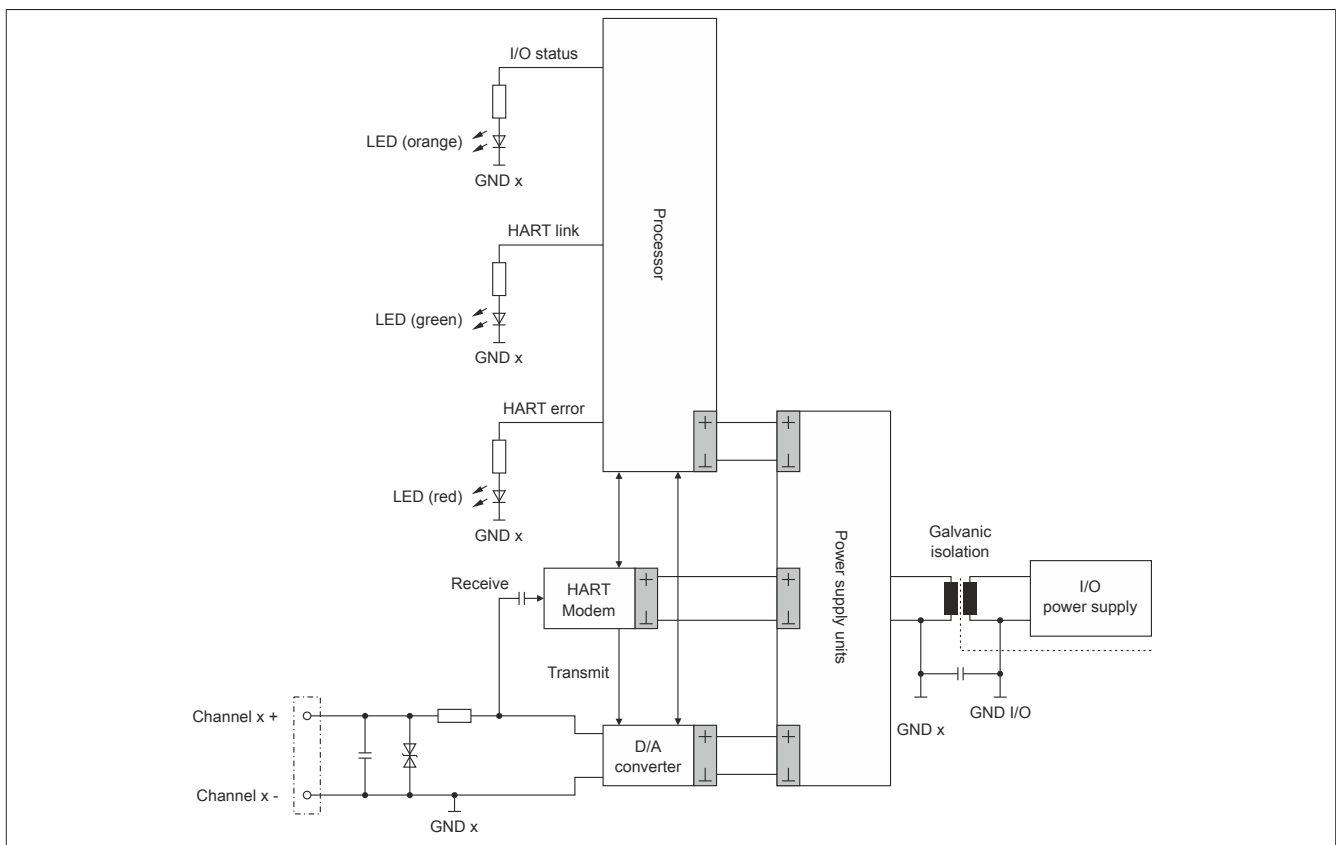 I/O status
LED (orange)
GND x
Processor
HART link
LED (green)
GND x
HART error
+
+
⊥
⊥
LED (red)
GND x
Power supply units
Galvanic
isolation
Receive
HART
Modem
+
+
⊥
⊥
I/O
power supply
Transmit
GND x
GND I/O
Channel x +
D/A
converter
+
+
⊥
⊥
Channel x -
GND x